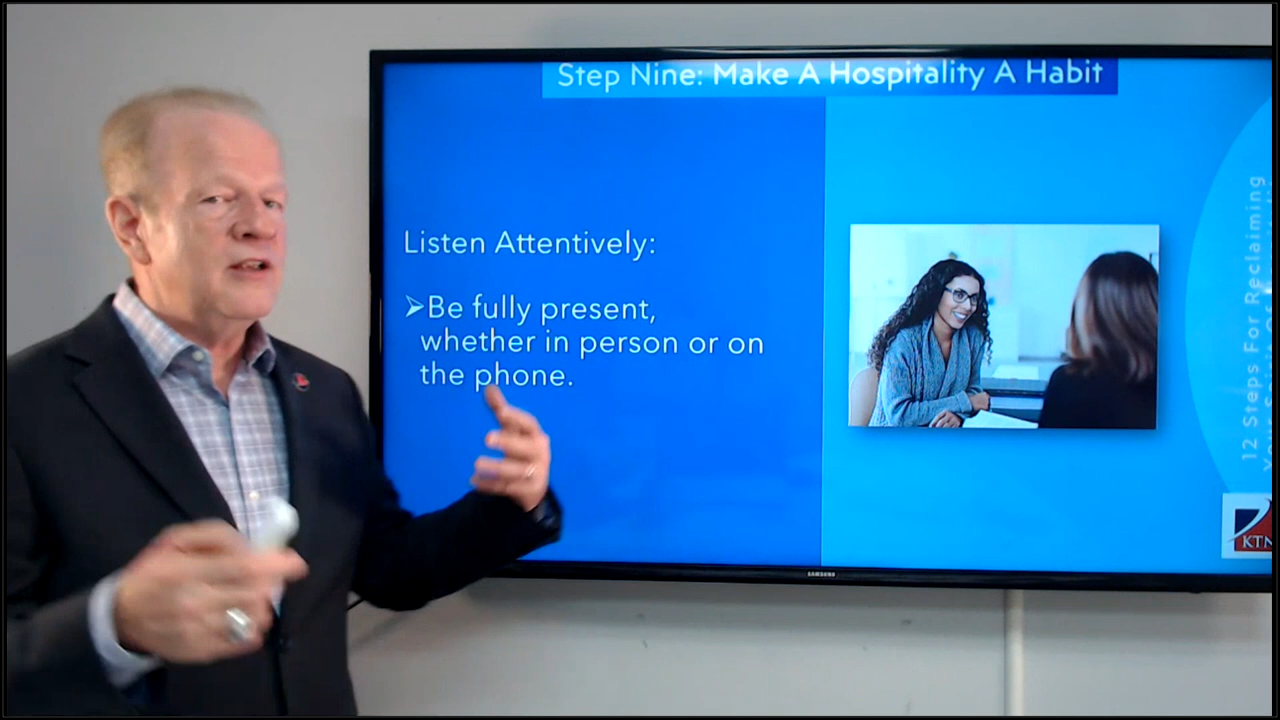 Step Nine: Make A Hospitality A Habit
Listen Attentively:
➢Be fully present,
whether in person or on
the phone.
12 Steps For Reclaiming
SAMSUNG